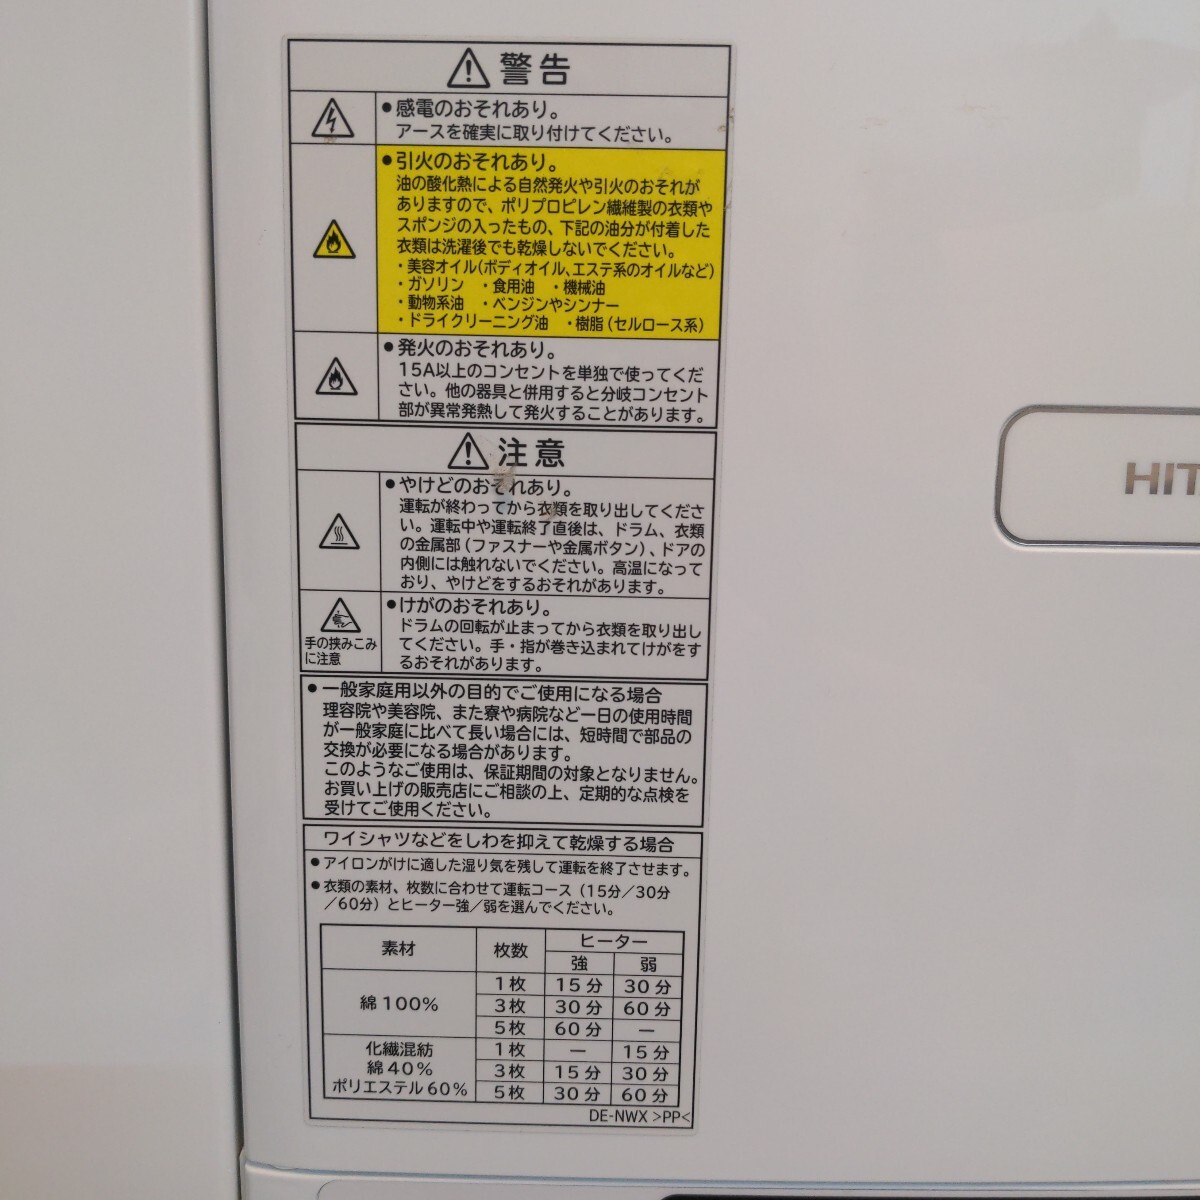 警告
●感電のおそれあり。
アースを確実に取り付けてください。
●引火のおそれあり。
油の酸化熱による自然発火や引火のおそれが
ありますので、ポリプロピレン繊維製の衣類や
スポンジの入ったもの、下記の油分が付着した
衣類は洗濯後でも乾燥しないでください。
・美容オイル(ボディオイル、エステ系のオイルなど)
・ガソリン ・食用油 ・機械油
・動物系油 ・ベンジンやシンナー
・ドライクリーニング油 ・樹脂(セルロース系)
●発火のおそれあり。
15A以上のコンセントを単独で使ってくだ
さい。他の器具と併用すると分岐コンセント
部が異常発熱して発火することがあります。
注意
●やけどのおそれあり。
運転が終わってから衣類を取り出してくださ
い。運転中や運転終了直後は、ドラム、衣類
の金属部(ファスナーや金属ボタン)、ドアの
内側には触れないでください。高温になって
おり、やけどをするおそれがあります。
手の挟みこみ
に注意
●けがのおそれあり。
ドラムの回転が止まってから衣類を取り出し
てください。手・指が巻き込まれてけがをす
るおそれがあります。
●一般家庭用以外の目的でご使用になる場合
理容院や美容院、また寮や病院など一日の使用時間
が一般家庭に比べて長い場合には、短時間で部品の
交換が必要になる場合があります。
このようなご使用は、保証期間の対象となりません。
お買い上げの販売店にご相談の上、定期的な点検を
受けてご使用ください。
ワイシャツなどをしわを抑えて乾燥する場合
●アイロンがけに適した湿り気を残して運転を終了させます。
●衣類の素材、枚数に合わせて運転コース(15分/30分
/60分)とヒーター強/弱を選んでください。
素材 枚数 ヒーター
強 弱
綿100% 1枚 15分 30分
3枚 30分 60分
5枚 60分 ―
化繊混紡 綿40% ポリエステル60% 1枚 ― 15分
3枚 15分 30分
5枚 30分 60分
DE-NWX >PP<
HIT